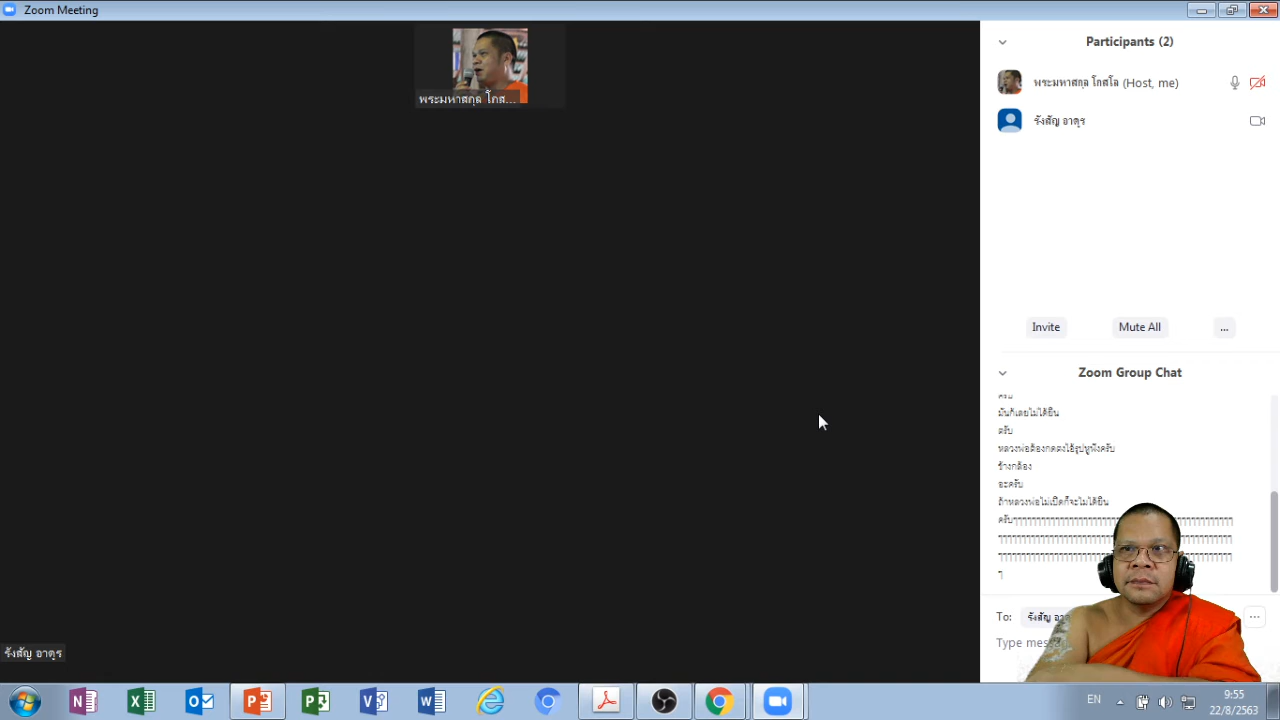 Zoom Meeting
พระมหาสกุล โกส...
Participants (2)
พระมหาสกุล โกสโล (Host, me)
รังสัญ อาตุร
Invite
Mute All
...
Zoom Group Chat
ครับ
มันก็เลยไม่ได้ยิน
ครับ
หลวงพ่อต้องกดตงไอ้รูปหูฟังครับ
ข้างกล้อง
อะครับ
ถ้าหลวงพ่อไม่เปิดก็จะไม่ได้ยิน
To:
Type
รังสัญ อาตุร
EN
9:55
22/8/2563